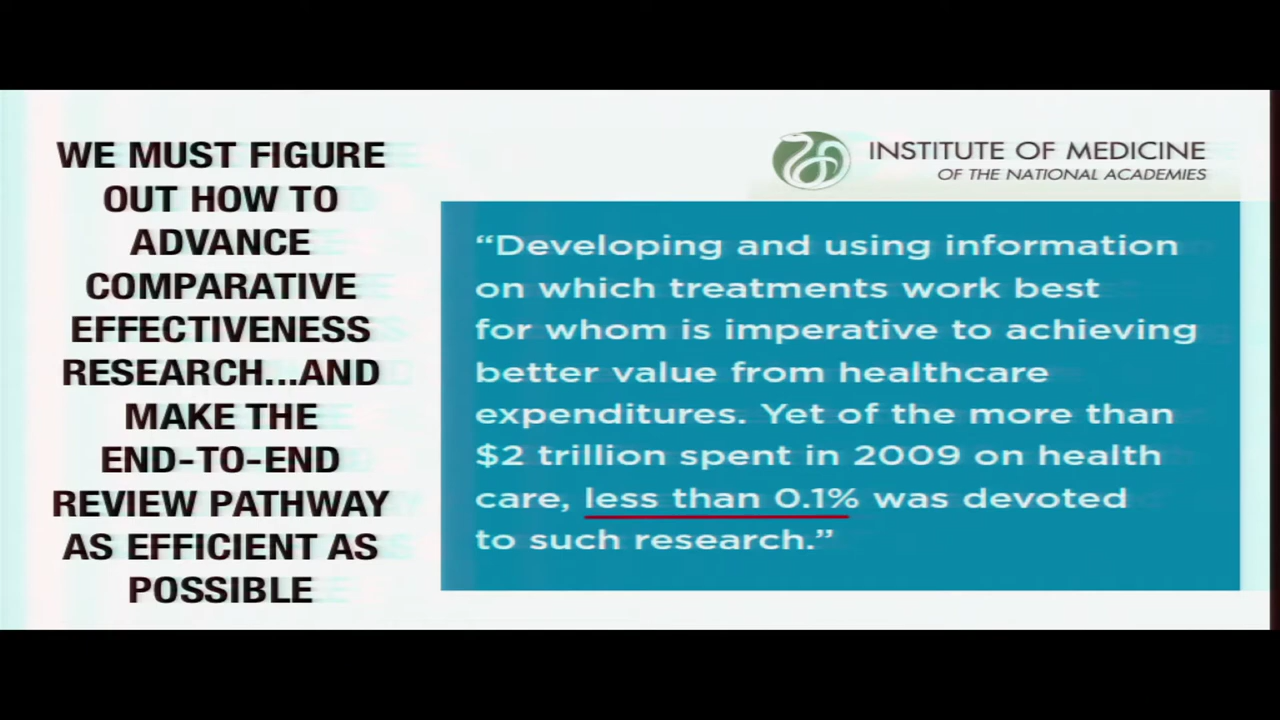 WE MUST FIGURE
OUT HOW TO
ADVANCE
COMPARATIVE
EFFECTIVENESS
RESEARCH...AND
MAKE THE
END-TO-END
REVIEW PATHWAY
AS EFFICIENT AS
POSSIBLE
INSTITUTE OF MEDICINE
OF THE NATIONAL ACADEMIES
“Developing and using information
on which treatments work best
for whom is imperative to achieving
better value from healthcare
expenditures. Yet of the more than
$2 trillion spent in 2009 on health
care, less than 0.1% was devoted
to such research.”